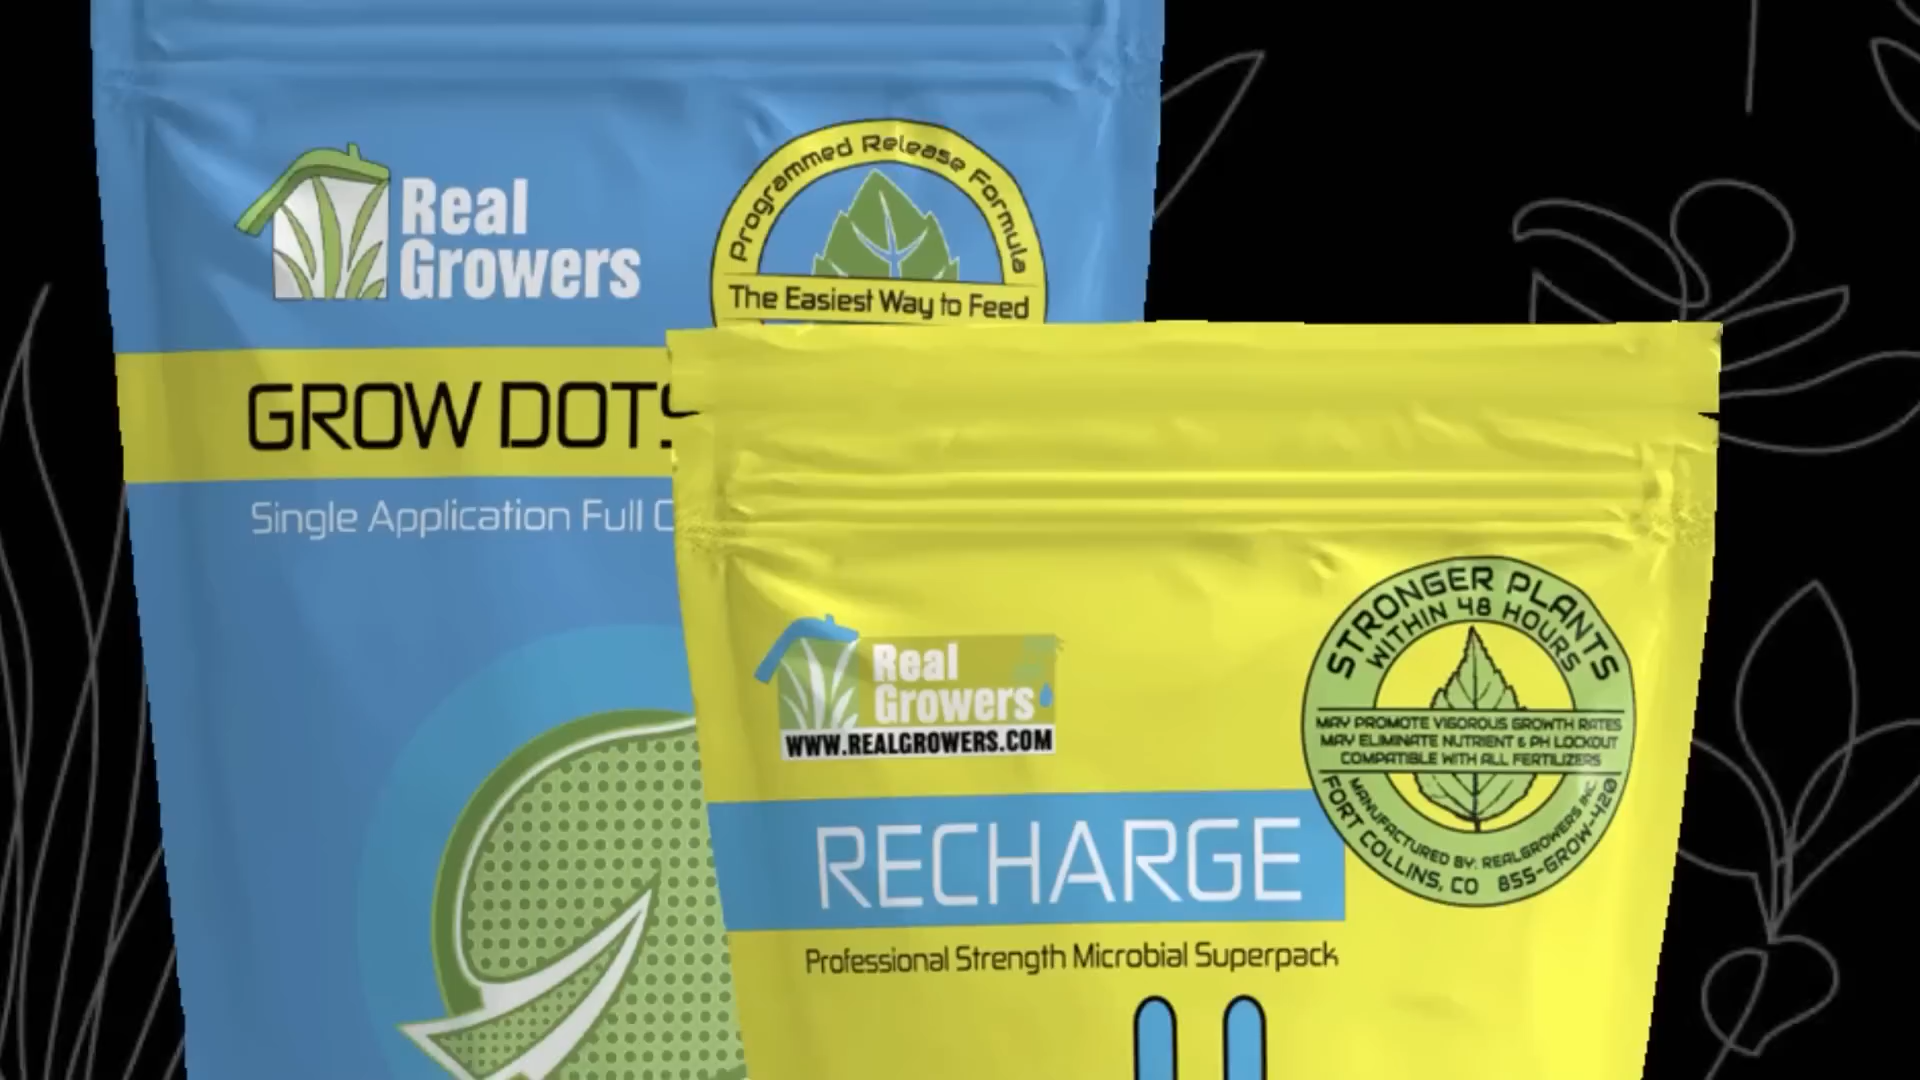 Real
Growers
Programmed Release Formula
The Easiest Way to Feed
GROW DOTS
Single Application Full C
Real
Growers
WWW.REALGROWERS.COM
STRONGER PLANTS
WITHIN 48 HOURS
MAY PROMOTE VIGOROUS GROWTH RATES
MAY ELIMINATE NUTRIENT & PH LOCKOUT
COMPATIBLE WITH ALL FERTILIZERS
MANUFACTURED BY: REALGROWERS INC.
FORT COLLINS, CO 855-GROW-420
RECHARGE
Professional Strength Microbial Superpack